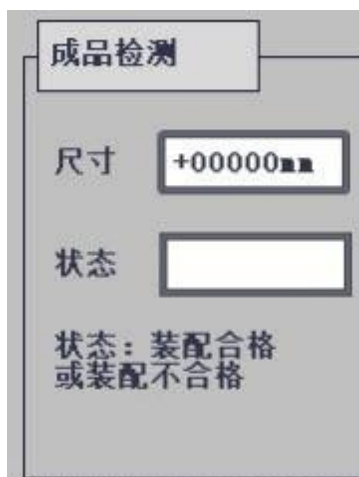 成品检测
尺寸 +00000mm
状态
状态：装配合格
或装配不合格